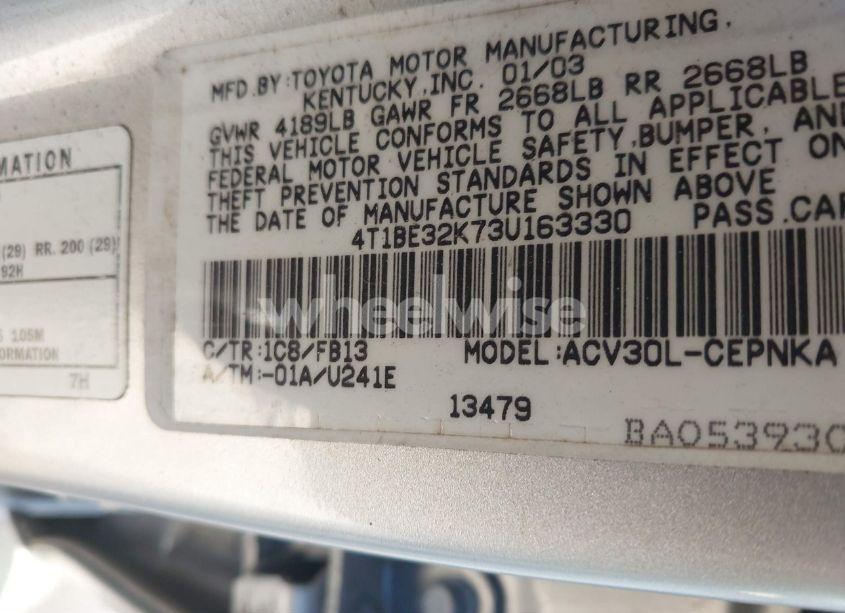 MFD.BY:TOYOTA MOTOR MANUFACTURING.
KENTUCKY,INC. 01/03
GVWR 4189LB GAWR FR 2668LB RR 2668LB
THIS VEHICLE CONFORMS TO ALL APPLICABLE
FEDERAL MOTOR VEHICLE SAFETY,BUMPER, AND
THEFT PREVENTION STANDARDS IN EFFECT ON
THE DATE OF MANUFACTURE SHOWN ABOVE
4T1BE32K73U163330 PASS.CAR
wheelwise
C/TR:1C8/FB13 MODEL:ACV30L-CEPNKA
A/TM:-01A/U241E
13479
BA053930
MATION
(29) RR. 200 (29)
92H
105M
FORMATION
7H